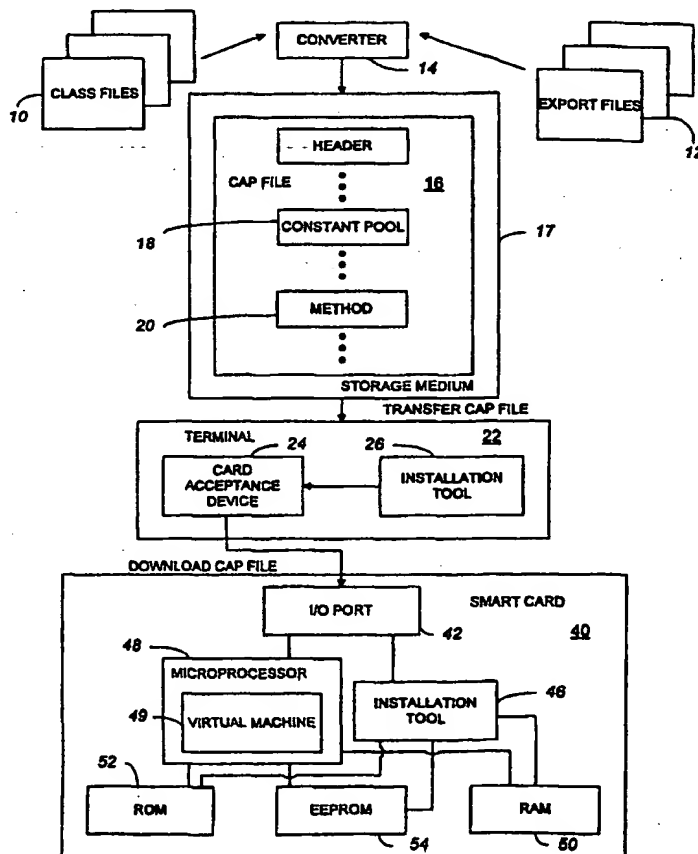 CONVERTER
14
CLASS FILES
10
EXPORT FILES
12
HEADER
CAP FILE
16
CONSTANT POOL
18
17
METHOD
20
STORAGE MEDIUM
TRANSFER CAP FILE
TERMINAL
22
24
26
CARD
ACCEPTANCE
DEVICE
INSTALLATION
TOOL
DOWNLOAD CAP FILE
I/O PORT
SMART CARD
42
40
48
MICROPROCESSOR
46
49
VIRTUAL MACHINE
INSTALLATION
TOOL
52
ROM
EEPROM
RAM
54
50